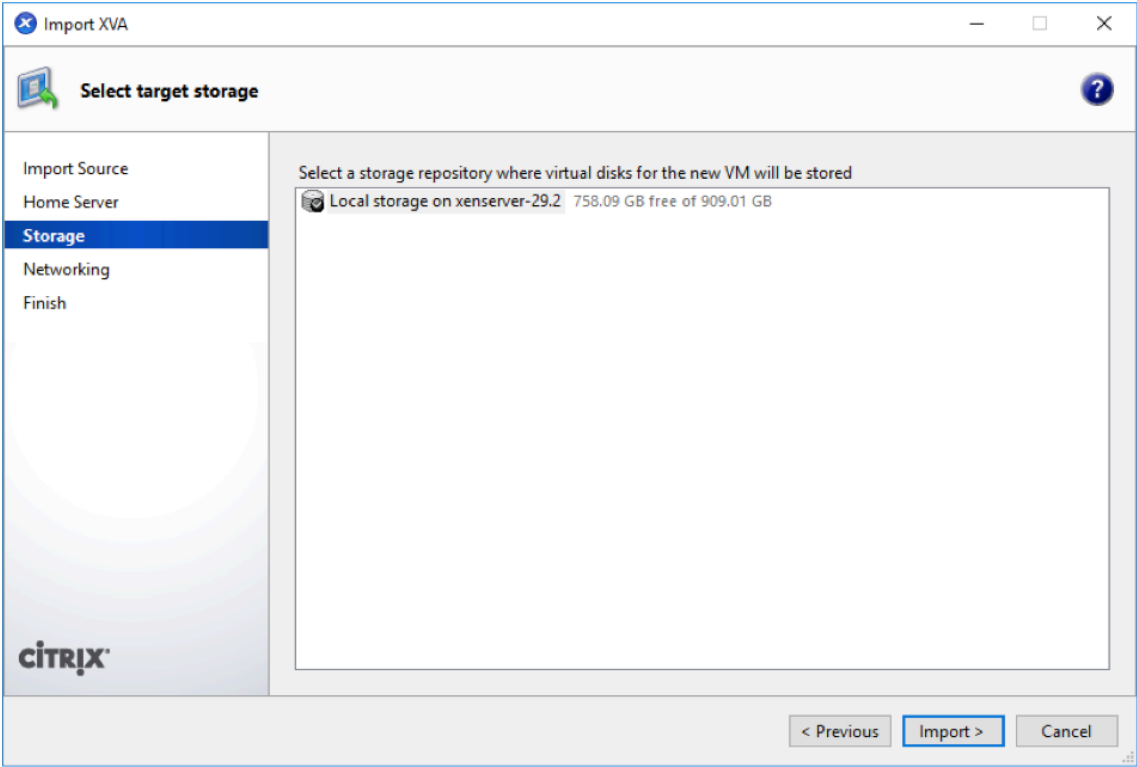 Import XVA
Select target storage
?
Import Source
Home Server
Storage
Networking
Finish
CİTRIX
Select a storage repository where virtual disks for the new VM will be stored
Local storage on xenserver-29.2 758.09 GB free of 909.01 GB
< Previous
Import >
Cancel